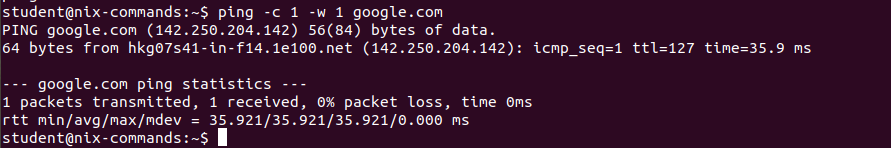 student@nix-commands:~$ ping -c 1 -w 1 google.com
PING google.com (142.250.204.142) 56(84) bytes of data.
64 bytes from hkg07s41-in-f14.1e100.net (142.250.204.142): icmp_seq=1 ttl=127 time=35.9 ms

--- google.com ping statistics ---
1 packets transmitted, 1 received, 0% packet loss, time 0ms
rtt min/avg/max/mdev = 35.921/35.921/35.921/0.000 ms
student@nix-commands:~$